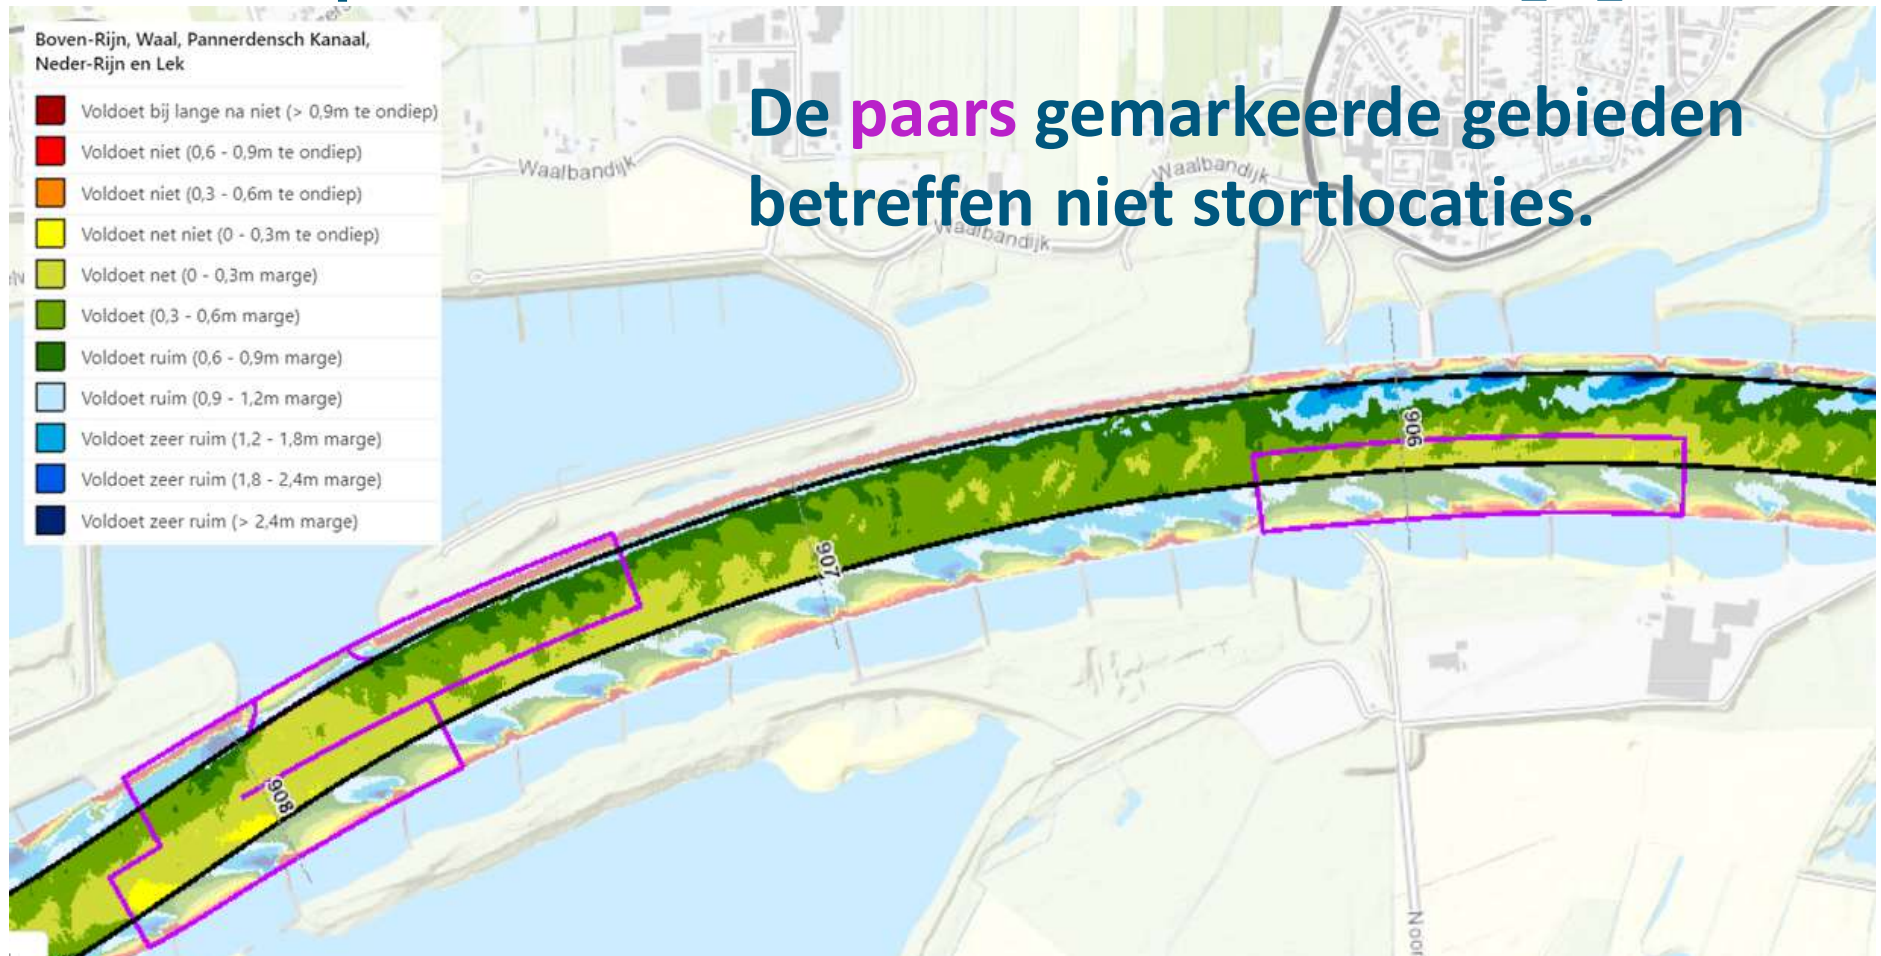 Boven-Rijn, Waal, Pannerdensch Kanaal,
Neder-Rijn en Lek
Voldoet bij lange na niet (> 0,9m te ondiep)
Voldoet niet (0,6 - 0,9m te ondiep)
Voldoet niet (0,3 - 0,6m te ondiep)
Voldoet net niet (0 - 0,3m te ondiep)
Voldoet net (0 - 0,3m marge)
Voldoet (0,3 - 0,6m marge)
Voldoet ruim (0,6 - 0,9m marge)
Voldoet ruim (0,9 - 1,2m marge)
Voldoet zeer ruim (1,2 - 1,8m marge)
Voldoet zeer ruim (1,8 - 2,4m marge)
Voldoet zeer ruim (> 2,4m marge)
De paars gemarkeerde gebieden
betreffen niet stortlocaties.
Waalbandijk
Waalbandijk
Waalbandijk
906
907
908